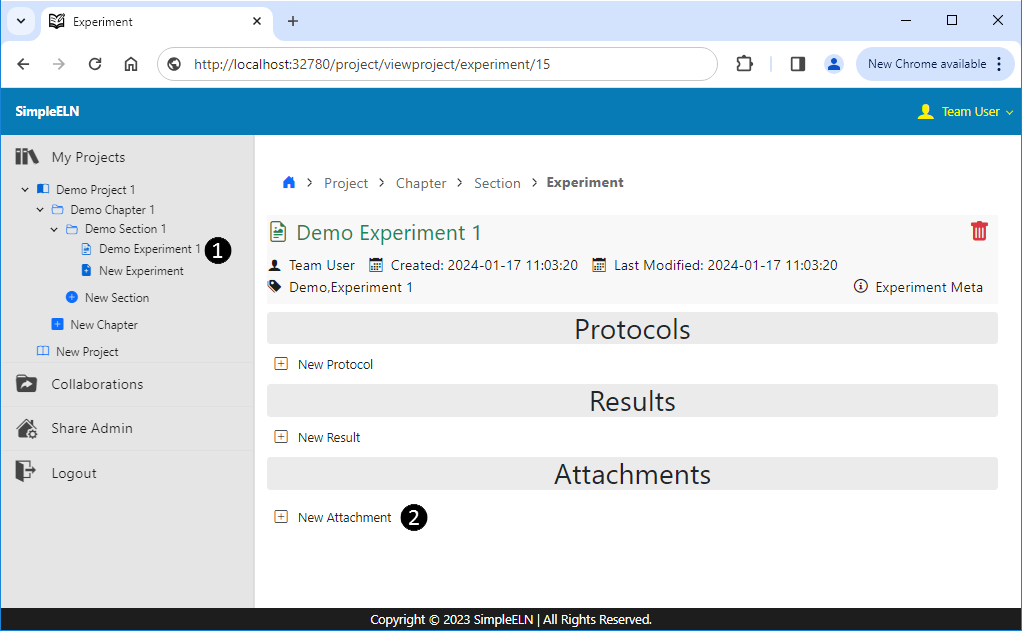 Experiment
http://localhost:32780/project/viewproject/experiment/15
New Chrome available
SimpleELN
Team User
My Projects
Demo Project 1
Demo Chapter 1
Demo Section 1
Demo Experiment 1
1
New Experiment
New Section
New Chapter
New Project
Collaborations
Share Admin
Logout
Project > Chapter > Section > Experiment
Demo Experiment 1
Team User Created: 2024-01-17 11:03:20 Last Modified: 2024-01-17 11:03:20
Demo,Experiment 1
Experiment Meta
Protocols
New Protocol
Results
New Result
Attachments
New Attachment
2
Copyright © 2023 SimpleELN | All Rights Reserved.